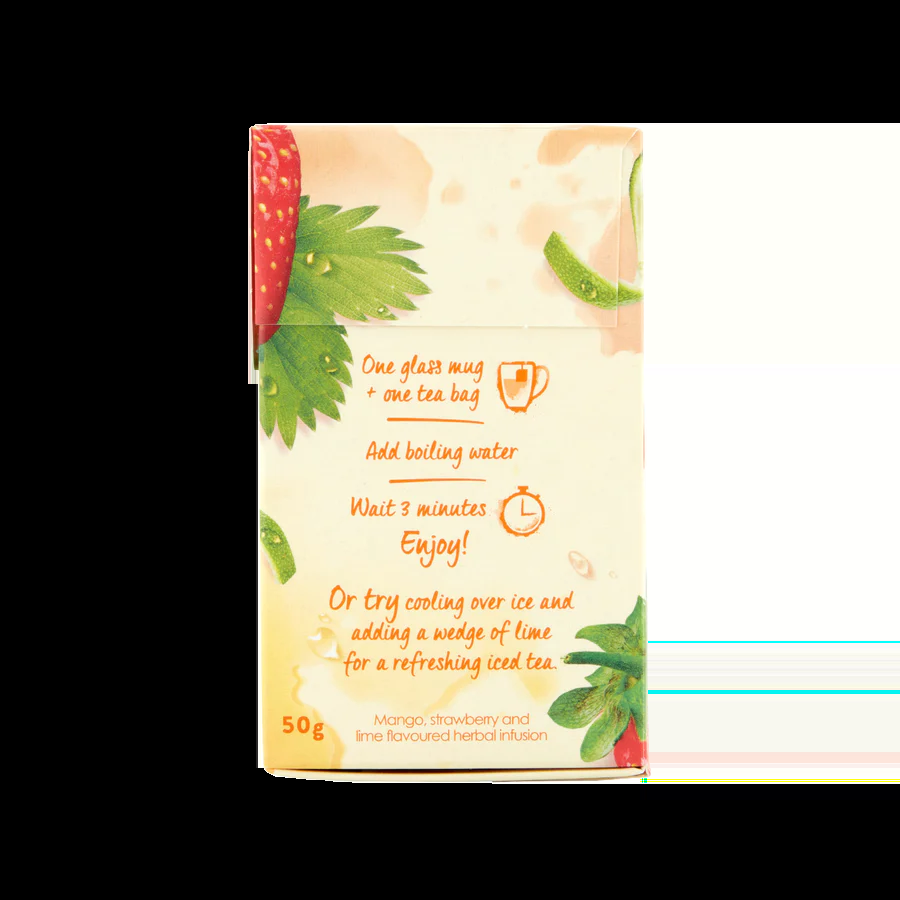 One glass mug
+ one tea bag
Add boiling water
Wait 3 minutes
Enjoy!
Or try cooling over ice and
adding a wedge of lime
for a refreshing iced tea.
50g
Mango, strawberry and
lime flavoured herbal infusion